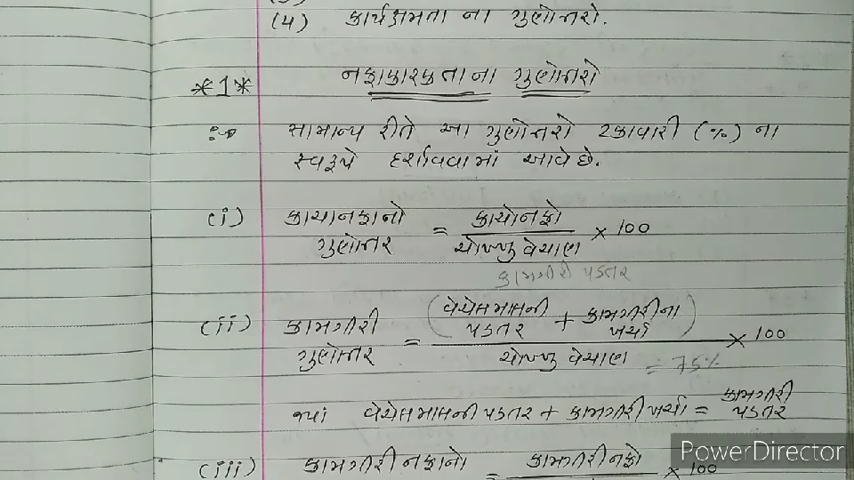 (4) કાર્યક્ષમતા ના ગુણોત્તરો.
*1* નફાકારકતાના ગુણોત્તરો
સામાન્ય રીતે આ ગુણોત્તરો ટકાવારી (%) ના
સ્વરૂપે દર્શાવવામાં આવે છે.
(i) કાચાનફાનો ગુણોત્તર = કાચોનફો / ચોખ્ખુ વેચાણ × 100
કામગીરી પડતર
(ii) કામગીરી ગુણોત્તર = (વેચેલમાલની પડતર + કામગીરીના ખર્ચા) / ચોખ્ખુ વેચાણ × 100
= 75%
જ્યાં વેચેલમાલની પડતર + કામગીરી ખર્ચા = કામગીરી પડતર
(iii) કામગીરી નફાનો = કામગીરી નફો × 100
PowerDirector